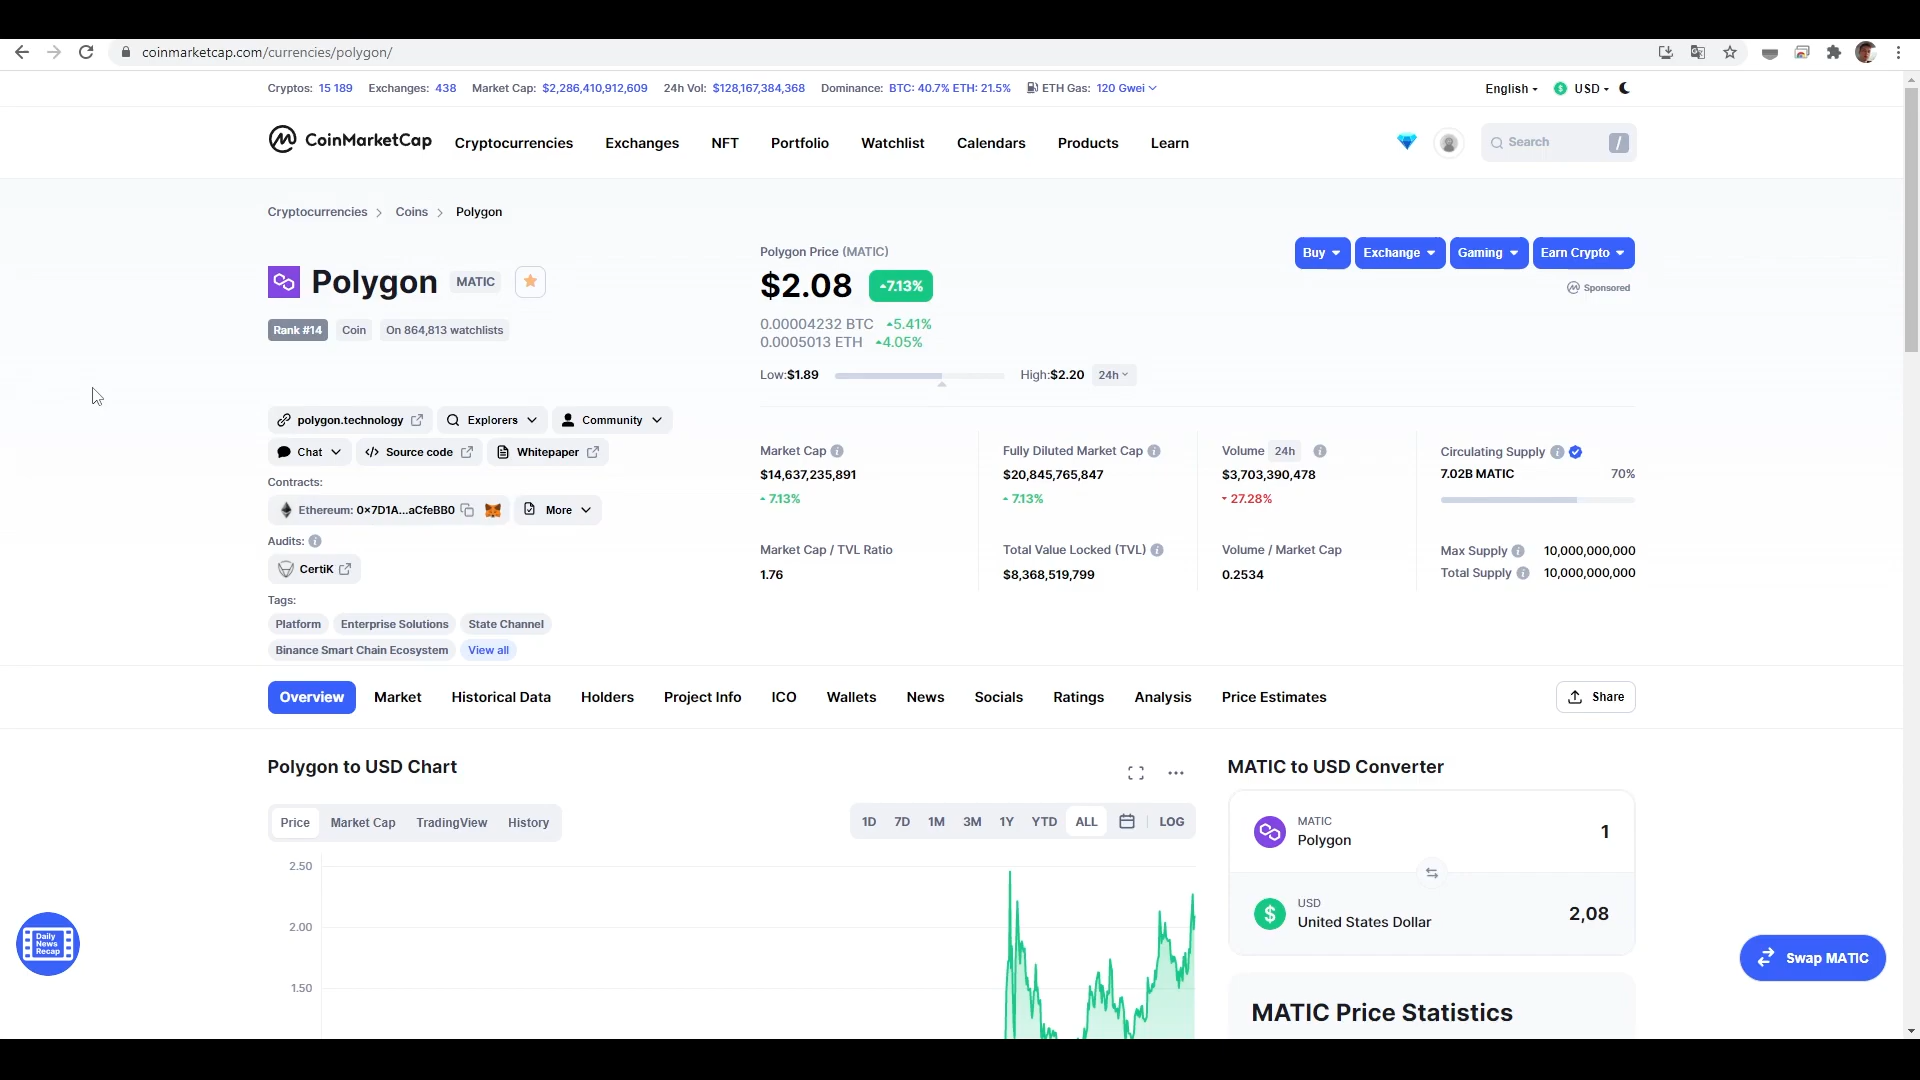 coinmarketcap.com/currencies/polygon/
Cryptos: 15 189 Exchanges: 438 Market Cap: $2,286,410,912,609 24h Vol: $128,167,384,368 Dominance: BTC: 40.7% ETH: 21.5% ETH Gas: 120 Gwei English USD
CoinMarketCap Cryptocurrencies Exchanges NFT Portfolio Watchlist Calendars Products Learn Search /
Cryptocurrencies > Coins > Polygon
Polygon Price (MATIC) Buy Exchange Gaming Earn Crypto
Polygon MATIC $2.08 7.13%
Sponsored
Rank #14 Coin On 864,813 watchlists 0.00004232 BTC 5.41%
0.0005013 ETH 4.05%
Low:$1.89 High:$2.20 24h
polygon.technology Explorers Community
Chat </> Source code Whitepaper
Market Cap Fully Diluted Market Cap Volume 24h Circulating Supply
$14,637,235,891 $20,845,765,847 $3,703,390,478 7.02B MATIC 70%
7.13% 7.13% 27.28%
Contracts:
Ethereum: 0x7D1A...aCfeBB0 More
Audits:
CertiK
Market Cap / TVL Ratio Total Value Locked (TVL) Volume / Market Cap Max Supply 10,000,000,000
1.76 $8,368,519,799 0.2534 Total Supply 10,000,000,000
Tags:
Platform Enterprise Solutions State Channel
Binance Smart Chain Ecosystem View all
Overview Market Historical Data Holders Project Info ICO Wallets News Socials Ratings Analysis Price Estimates Share
Polygon to USD Chart MATIC to USD Converter
Price Market Cap TradingView History 1D 7D 1M 3M 1Y YTD ALL LOG
MATIC
Polygon 1
2.50
2.00
1.50
USD
United States Dollar 2,08
Daily
News
Recap
Swap MATIC
MATIC Price Statistics